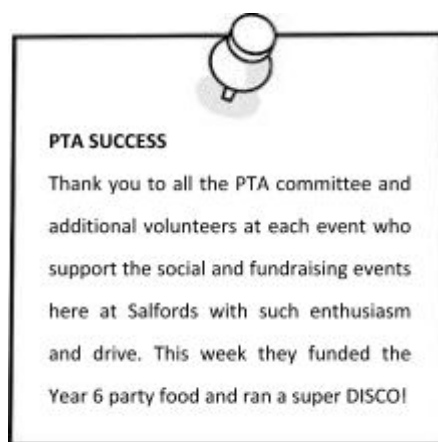 PTA SUCCESS
Thank you to all the PTA committee and
additional volunteers at each event who
support the social and fundraising events
here at Salfords with such enthusiasm
and drive. This week they funded the
Year 6 party food and ran a super DISCO!